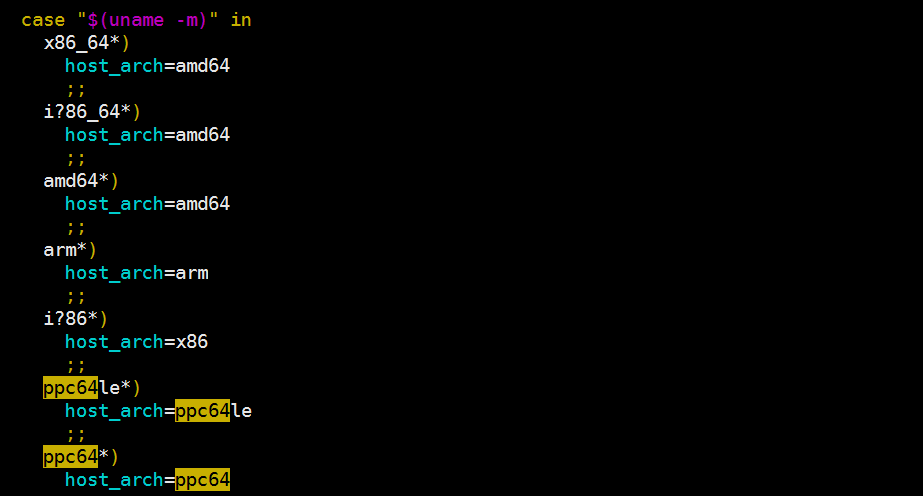 case "$(uname -m)" in
x86_64*)
host_arch=amd64
;;
i?86_64*)
host_arch=amd64
;;
amd64*)
host_arch=amd64
;;
arm*)
host_arch=arm
;;
i?86*)
host_arch=x86
;;
ppc64le*)
host_arch=ppc64le
;;
ppc64*)
host_arch=ppc64